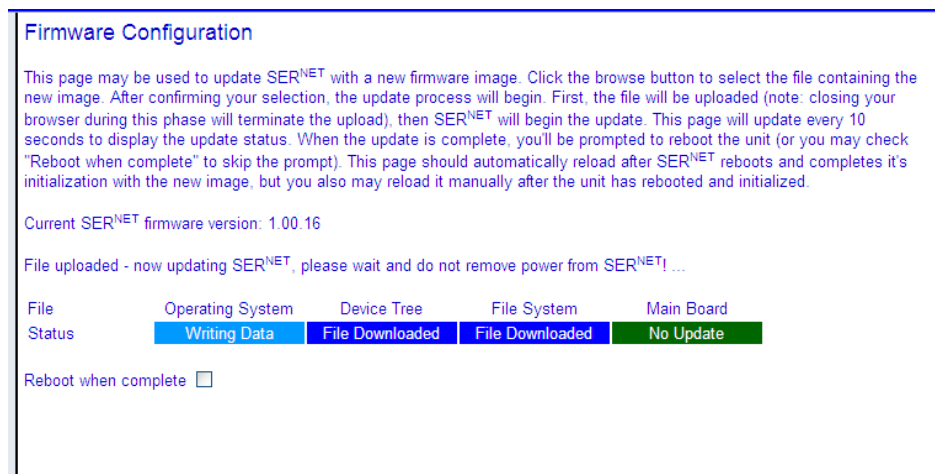 Firmware Configuration
This page may be used to update SERNET with a new firmware image. Click the browse button to select the file containing the
new image. After confirming your selection, the update process will begin. First, the file will be uploaded (note: closing your
browser during this phase will terminate the upload), then SERNET will begin the update. This page will update every 10
seconds to display the update status. When the update is complete, you'll be prompted to reboot the unit (or you may check
"Reboot when complete" to skip the prompt). This page should automatically reload after SERNET reboots and completes it's
initialization with the new image, but you also may reload it manually after the unit has rebooted and initialized.
Current SERNET firmware version: 1.00.16
File uploaded - now updating SERNET, please wait and do not remove power from SERNET! ...
File Operating System Device Tree File System Main Board
Status Writing Data File Downloaded File Downloaded No Update
Reboot when complete